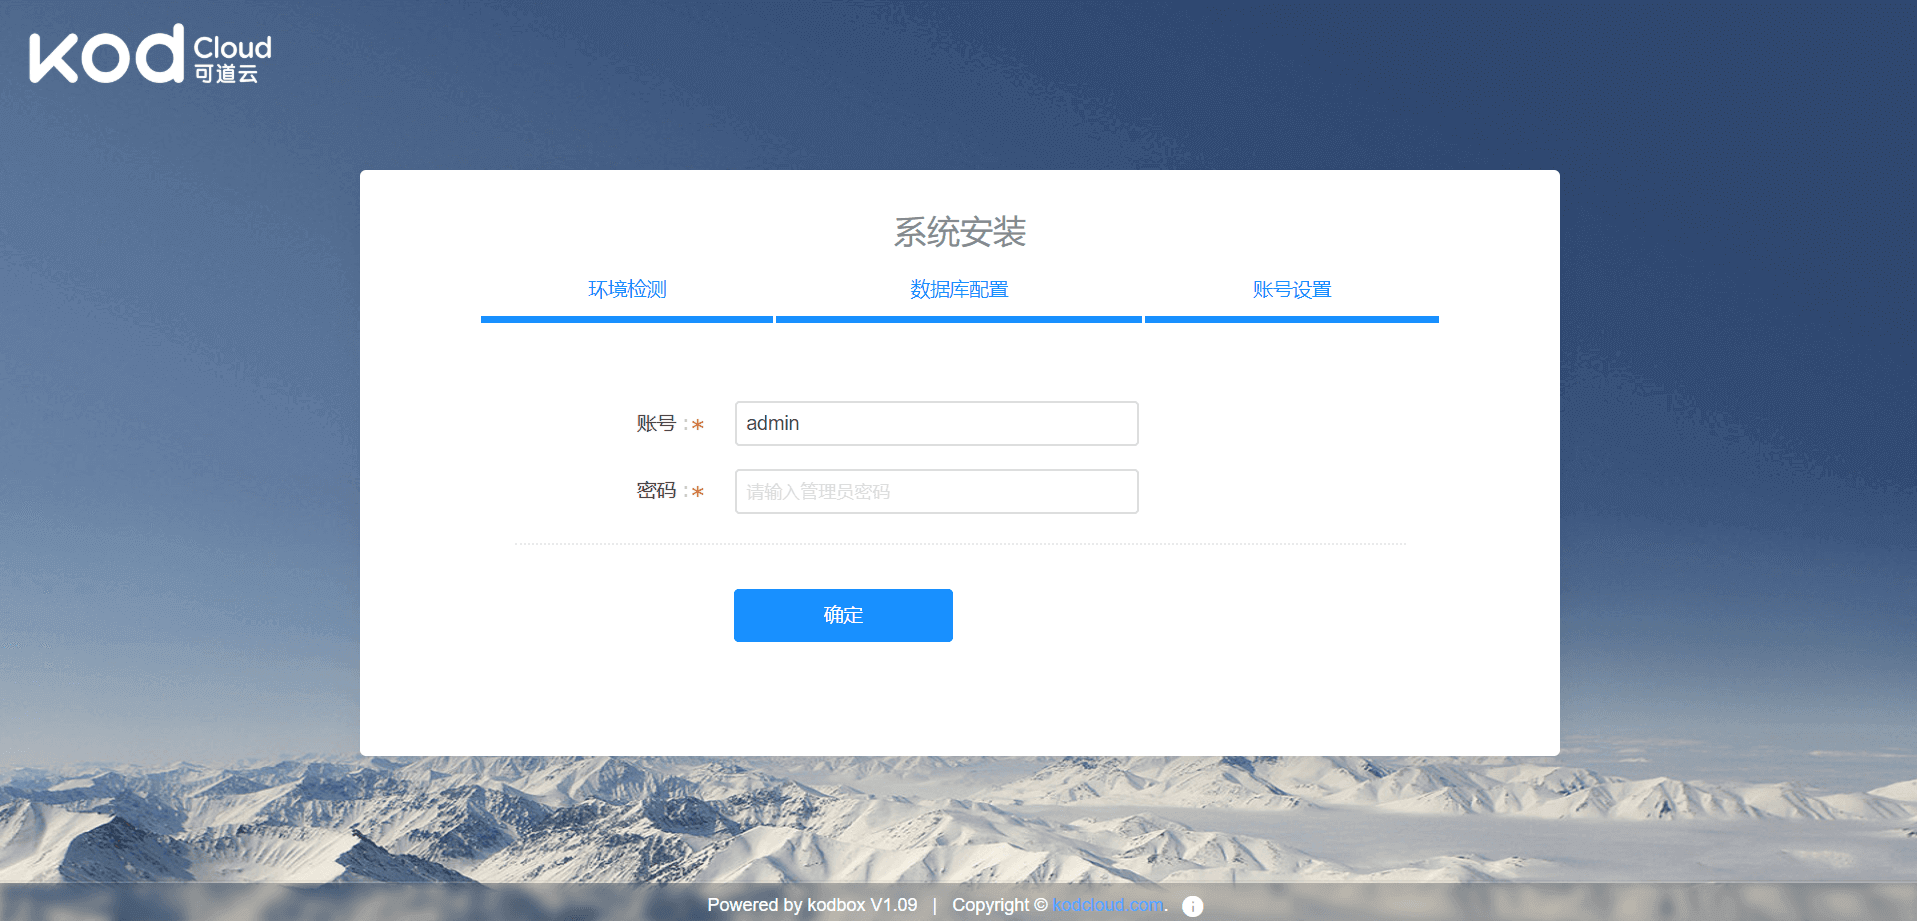 kod Cloud
可道云
系统安装
环境检测 数据库配置 账号设置
账号 :* admin
密码 :* 请输入管理员密码
确定
Powered by kodbox V1.09 | Copyright © kodcloud.com. i